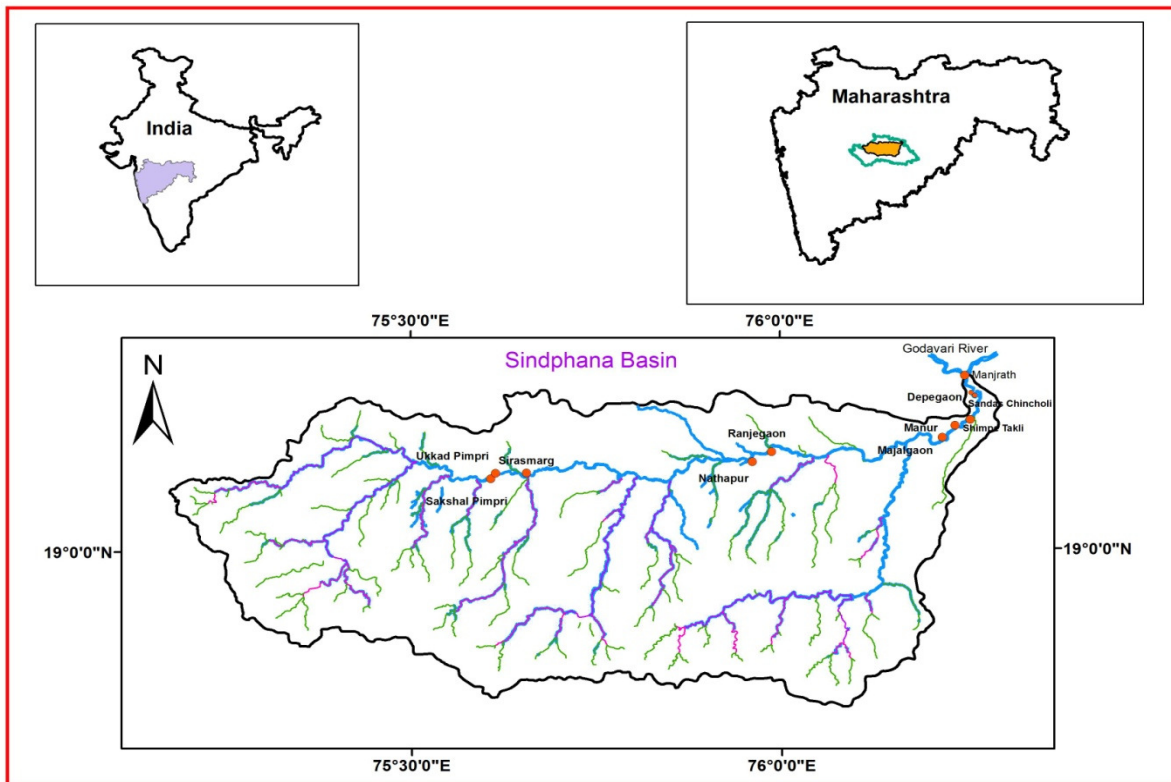 India
Maharashtra
75°30'0"E
76°0'0"E
N
Sindphana Basin
Godavari River
Manjrath
Depegaon
Sandas Chincholi
Ranjegaon
Manur
Shimpe Takli
Ukkad Pimpri
Sirasmarg
Majalgaon
Nathapur
Sakshal Pimpri
19°0'0"N
19°0'0"N
75°30'0"E
76°0'0"E